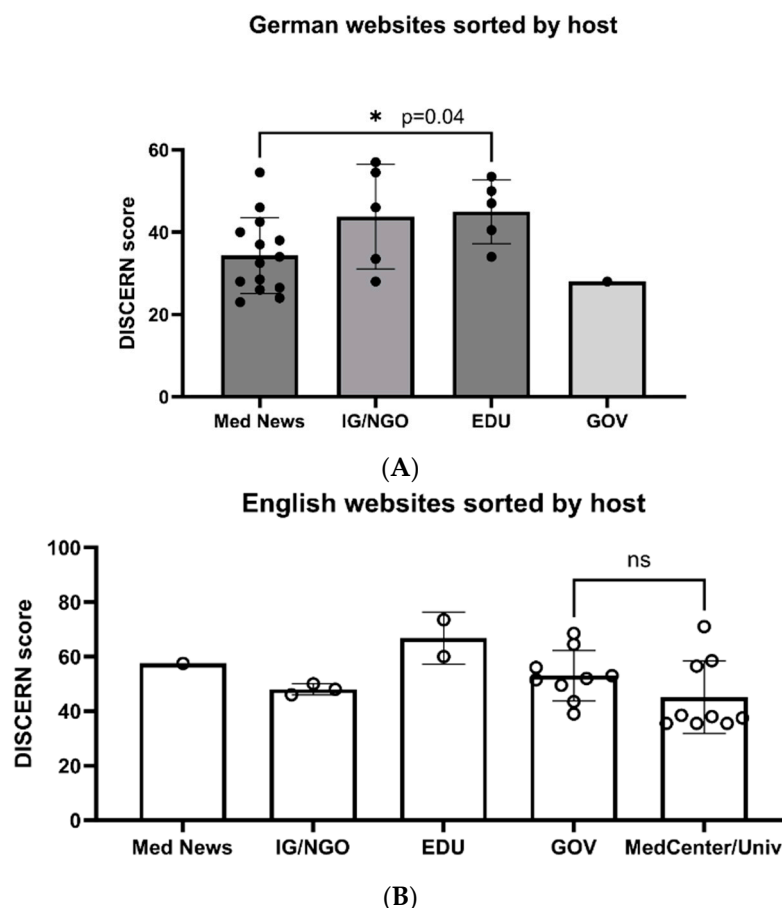 German websites sorted by host
* p=0.04
60
40
20
0
DISCERN score
Med News IG/NGO EDU GOV
(A)
English websites sorted by host
ns
100
80
60
40
20
0
DISCERN score
Med News IG/NGO EDU GOV MedCenter/Univ
(B)